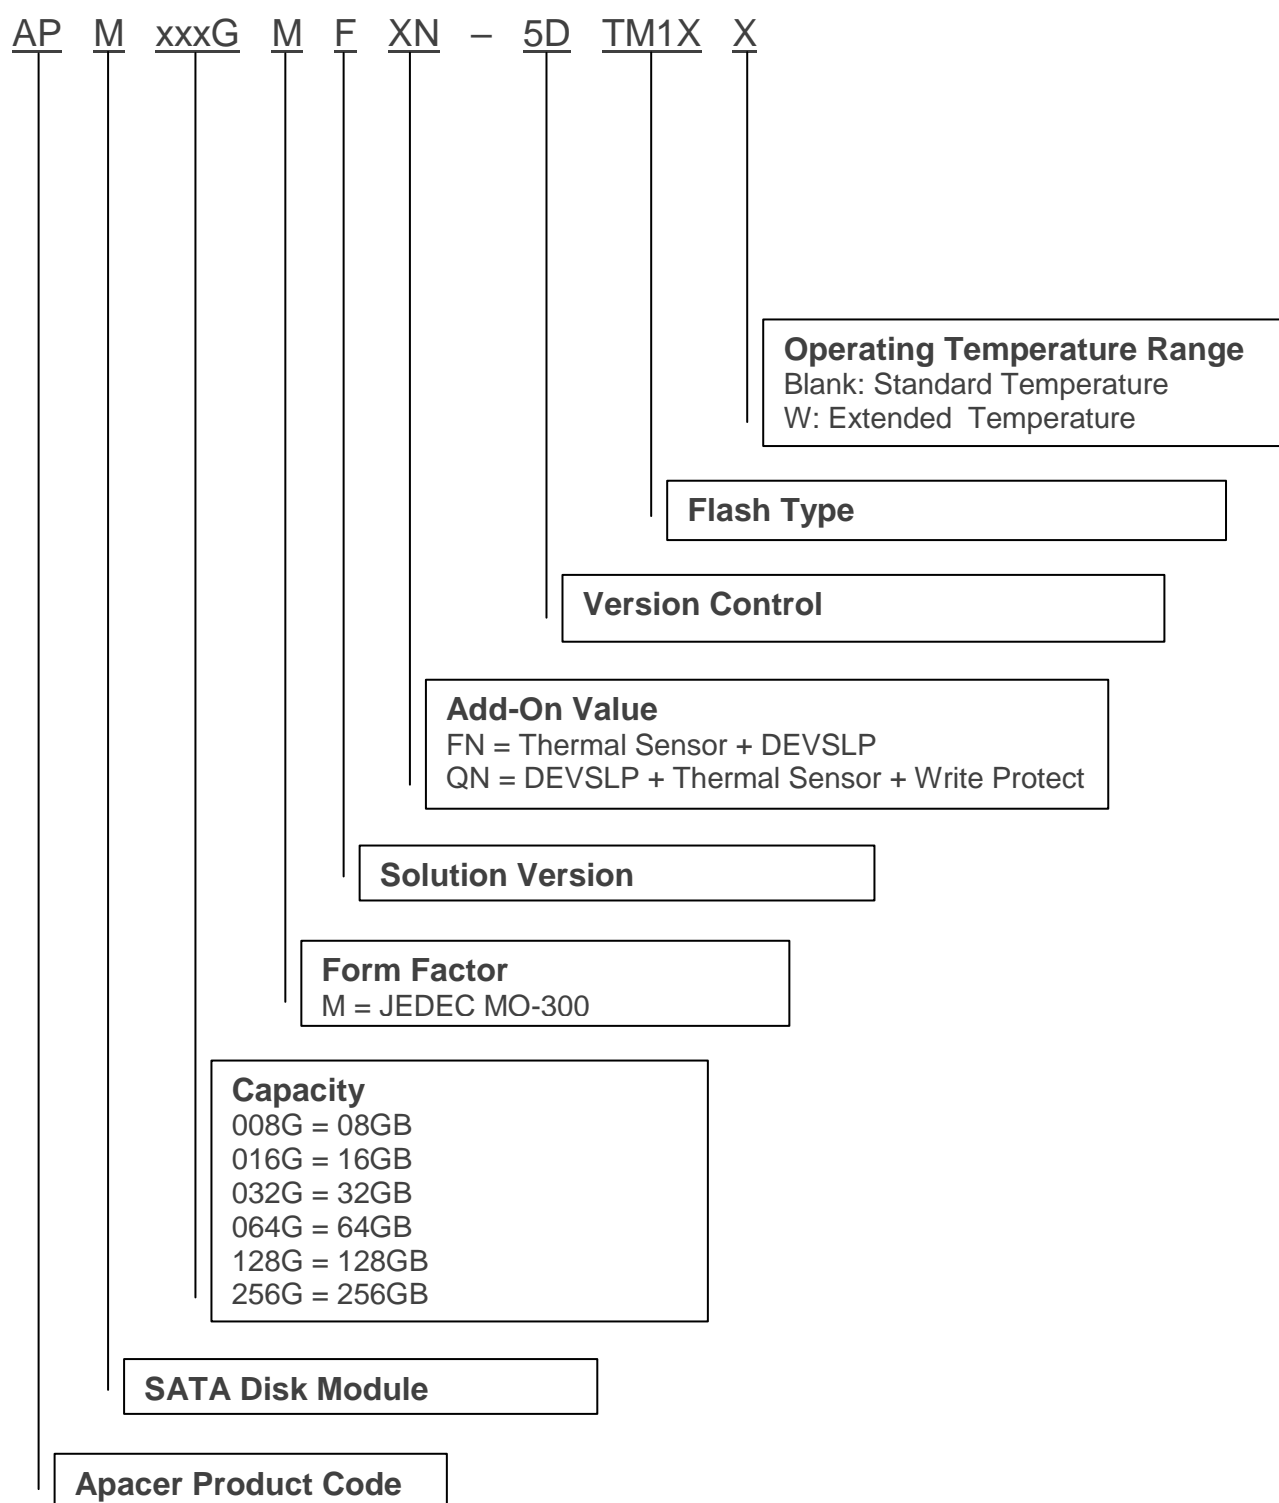 AP M xxxG M F XN – 5D TM1X X
Operating Temperature Range
Blank: Standard Temperature
W: Extended Temperature
Flash Type
Version Control
Add-On Value
FN = Thermal Sensor + DEVSLP
QN = DEVSLP + Thermal Sensor + Write Protect
Solution Version
Form Factor
M = JEDEC MO-300
Capacity
008G = 08GB
016G = 16GB
032G = 32GB
064G = 64GB
128G = 128GB
256G = 256GB
SATA Disk Module
Apacer Product Code